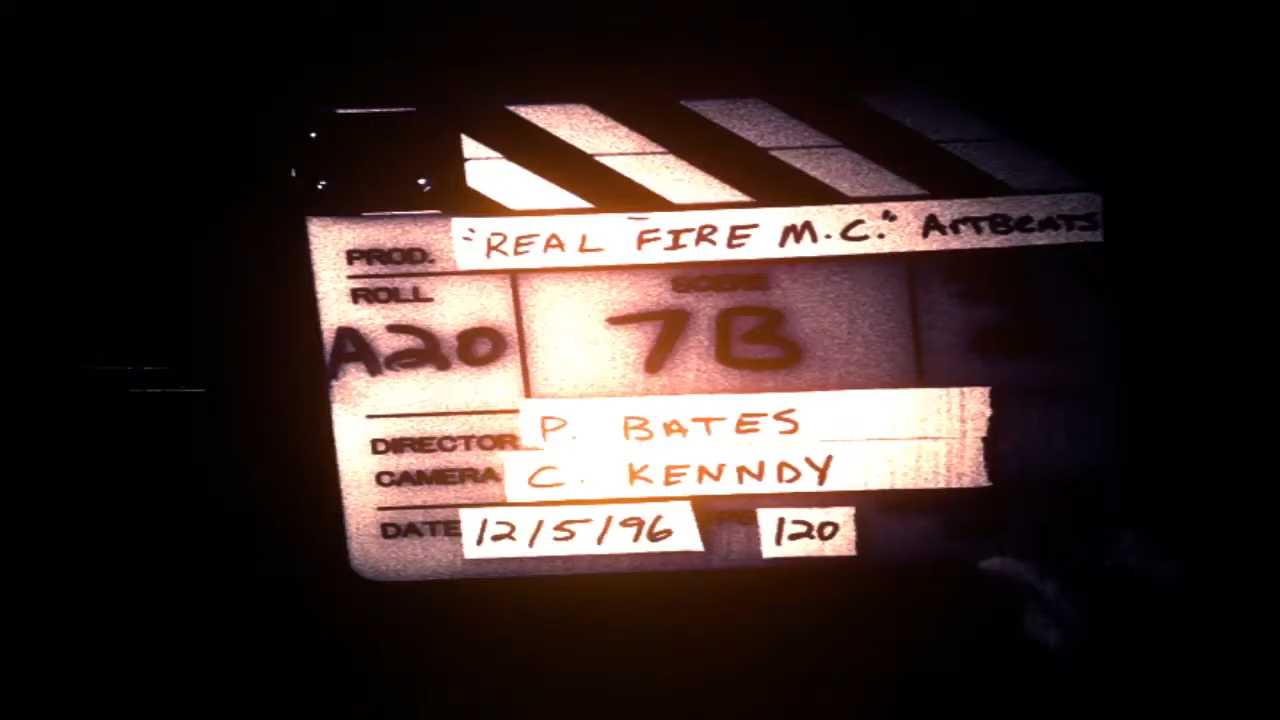 PROD. "REAL FIRE M.C." ArtBeats
ROLL SCENE
A20 7B
DIRECTOR P. BATES
CAMERA C. KENNDY
DATE 12/5/96 120